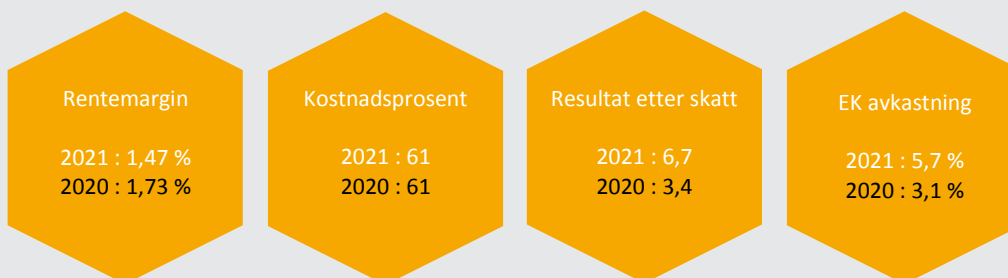 Rentemargin
2021 : 1,47 %
2020 : 1,73 %
Kostnadsprosent
2021 : 61
2020 : 61
Resultat etter skatt
2021 : 6,7
2020 : 3,4
EK avkastning
2021 : 5,7 %
2020 : 3,1 %